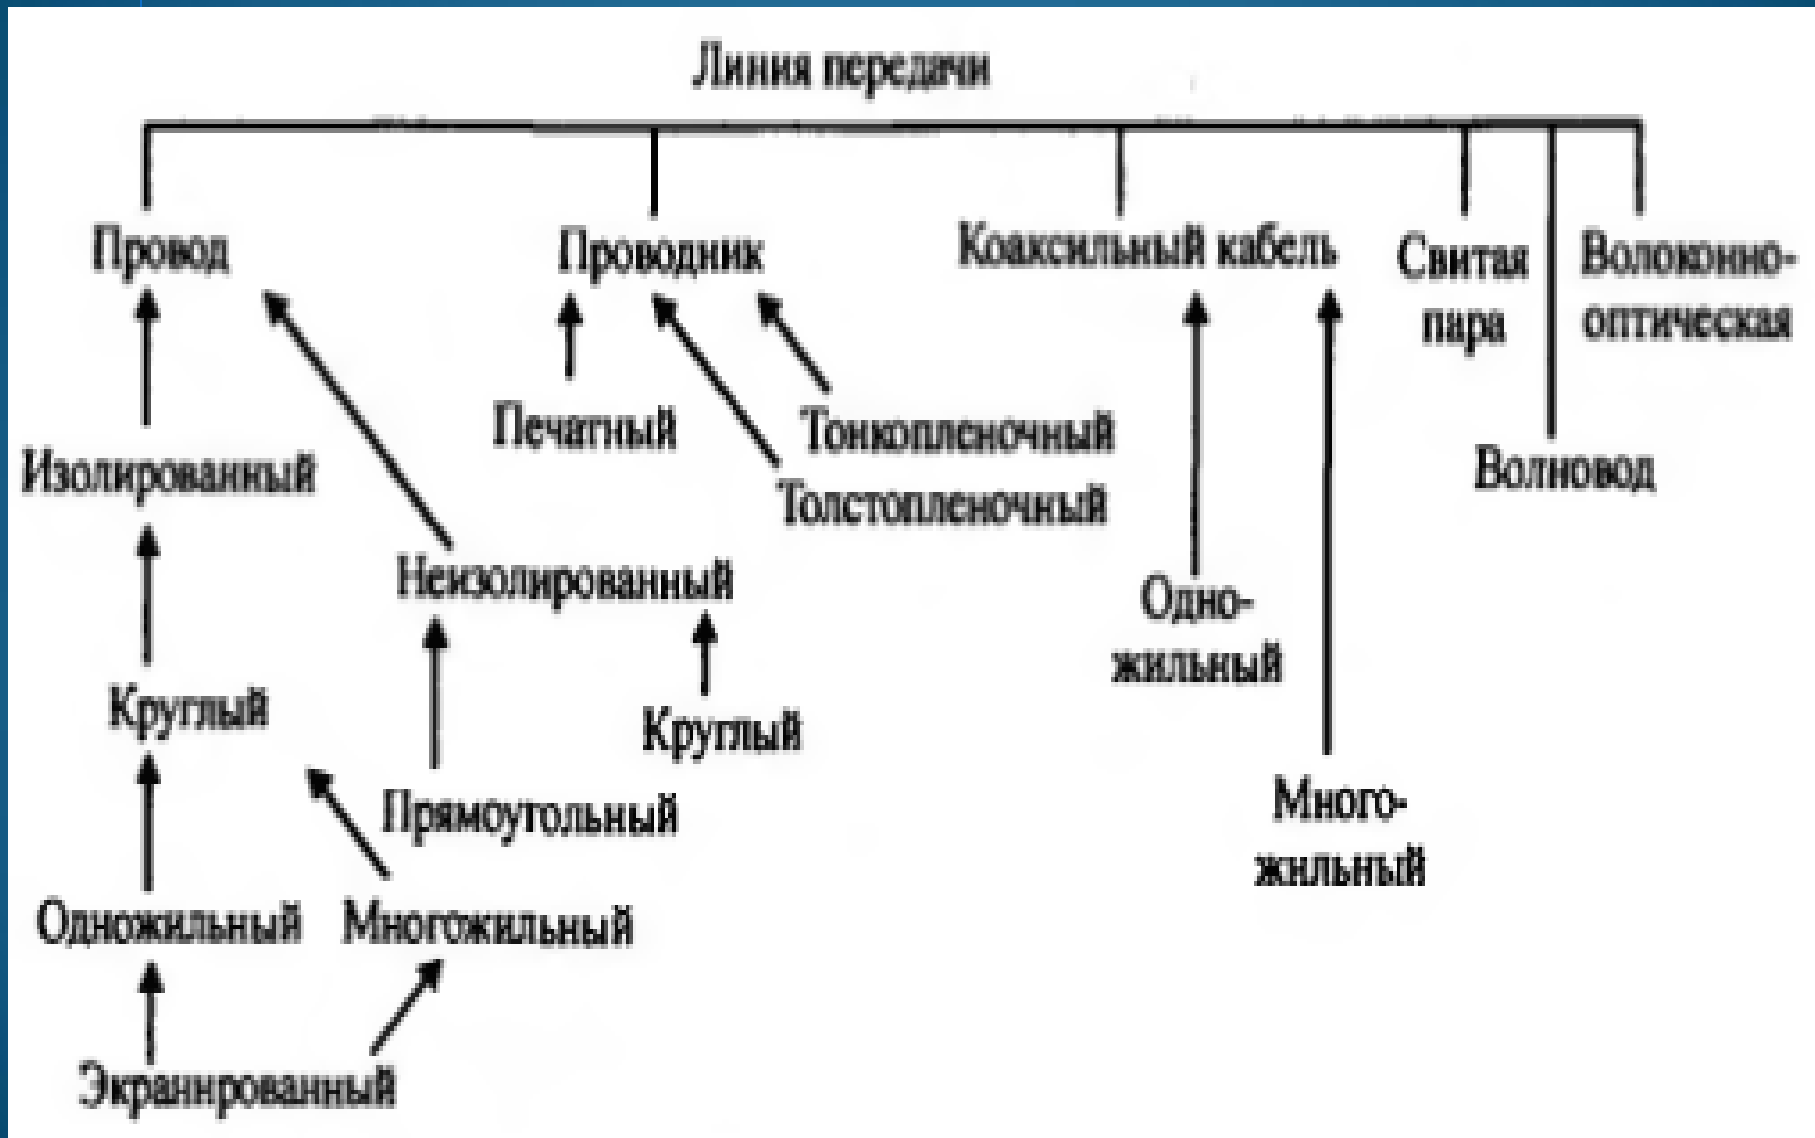 Линия передачи
Провод
Проводник
Коаксильный кабель
Свитая
пара
Волоконно-
оптическая
Печатный
Тонкопленочный
Изолированный
Толстопленочный
Волновод
Неизолированный
Одно-
жильный
Круглый
Круглый
Прямоугольный
Много-
жильный
Одножильный
Многожильный
Экранированный